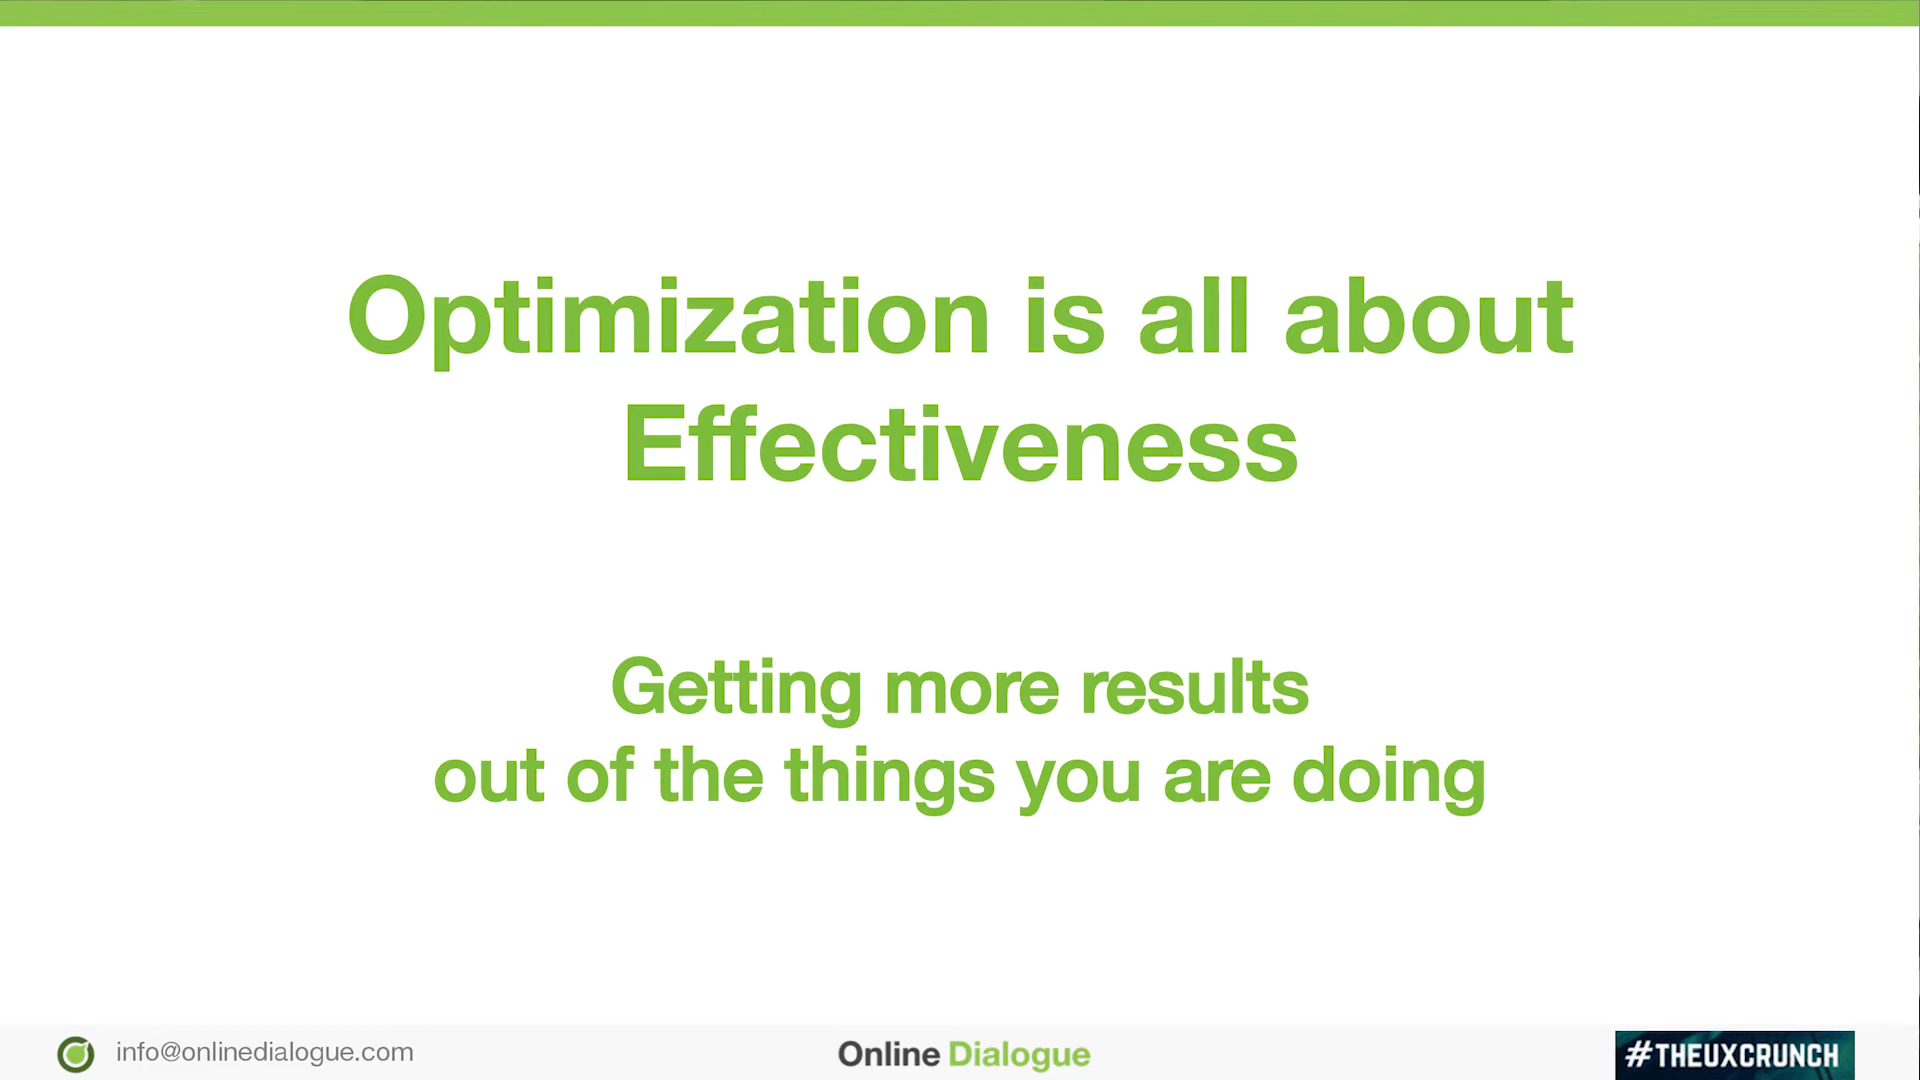 Optimization is all about
Effectiveness
Getting more results
out of the things you are doing
info@onlinedialogue.com
Online Dialogue
#THEUXCRUNCH